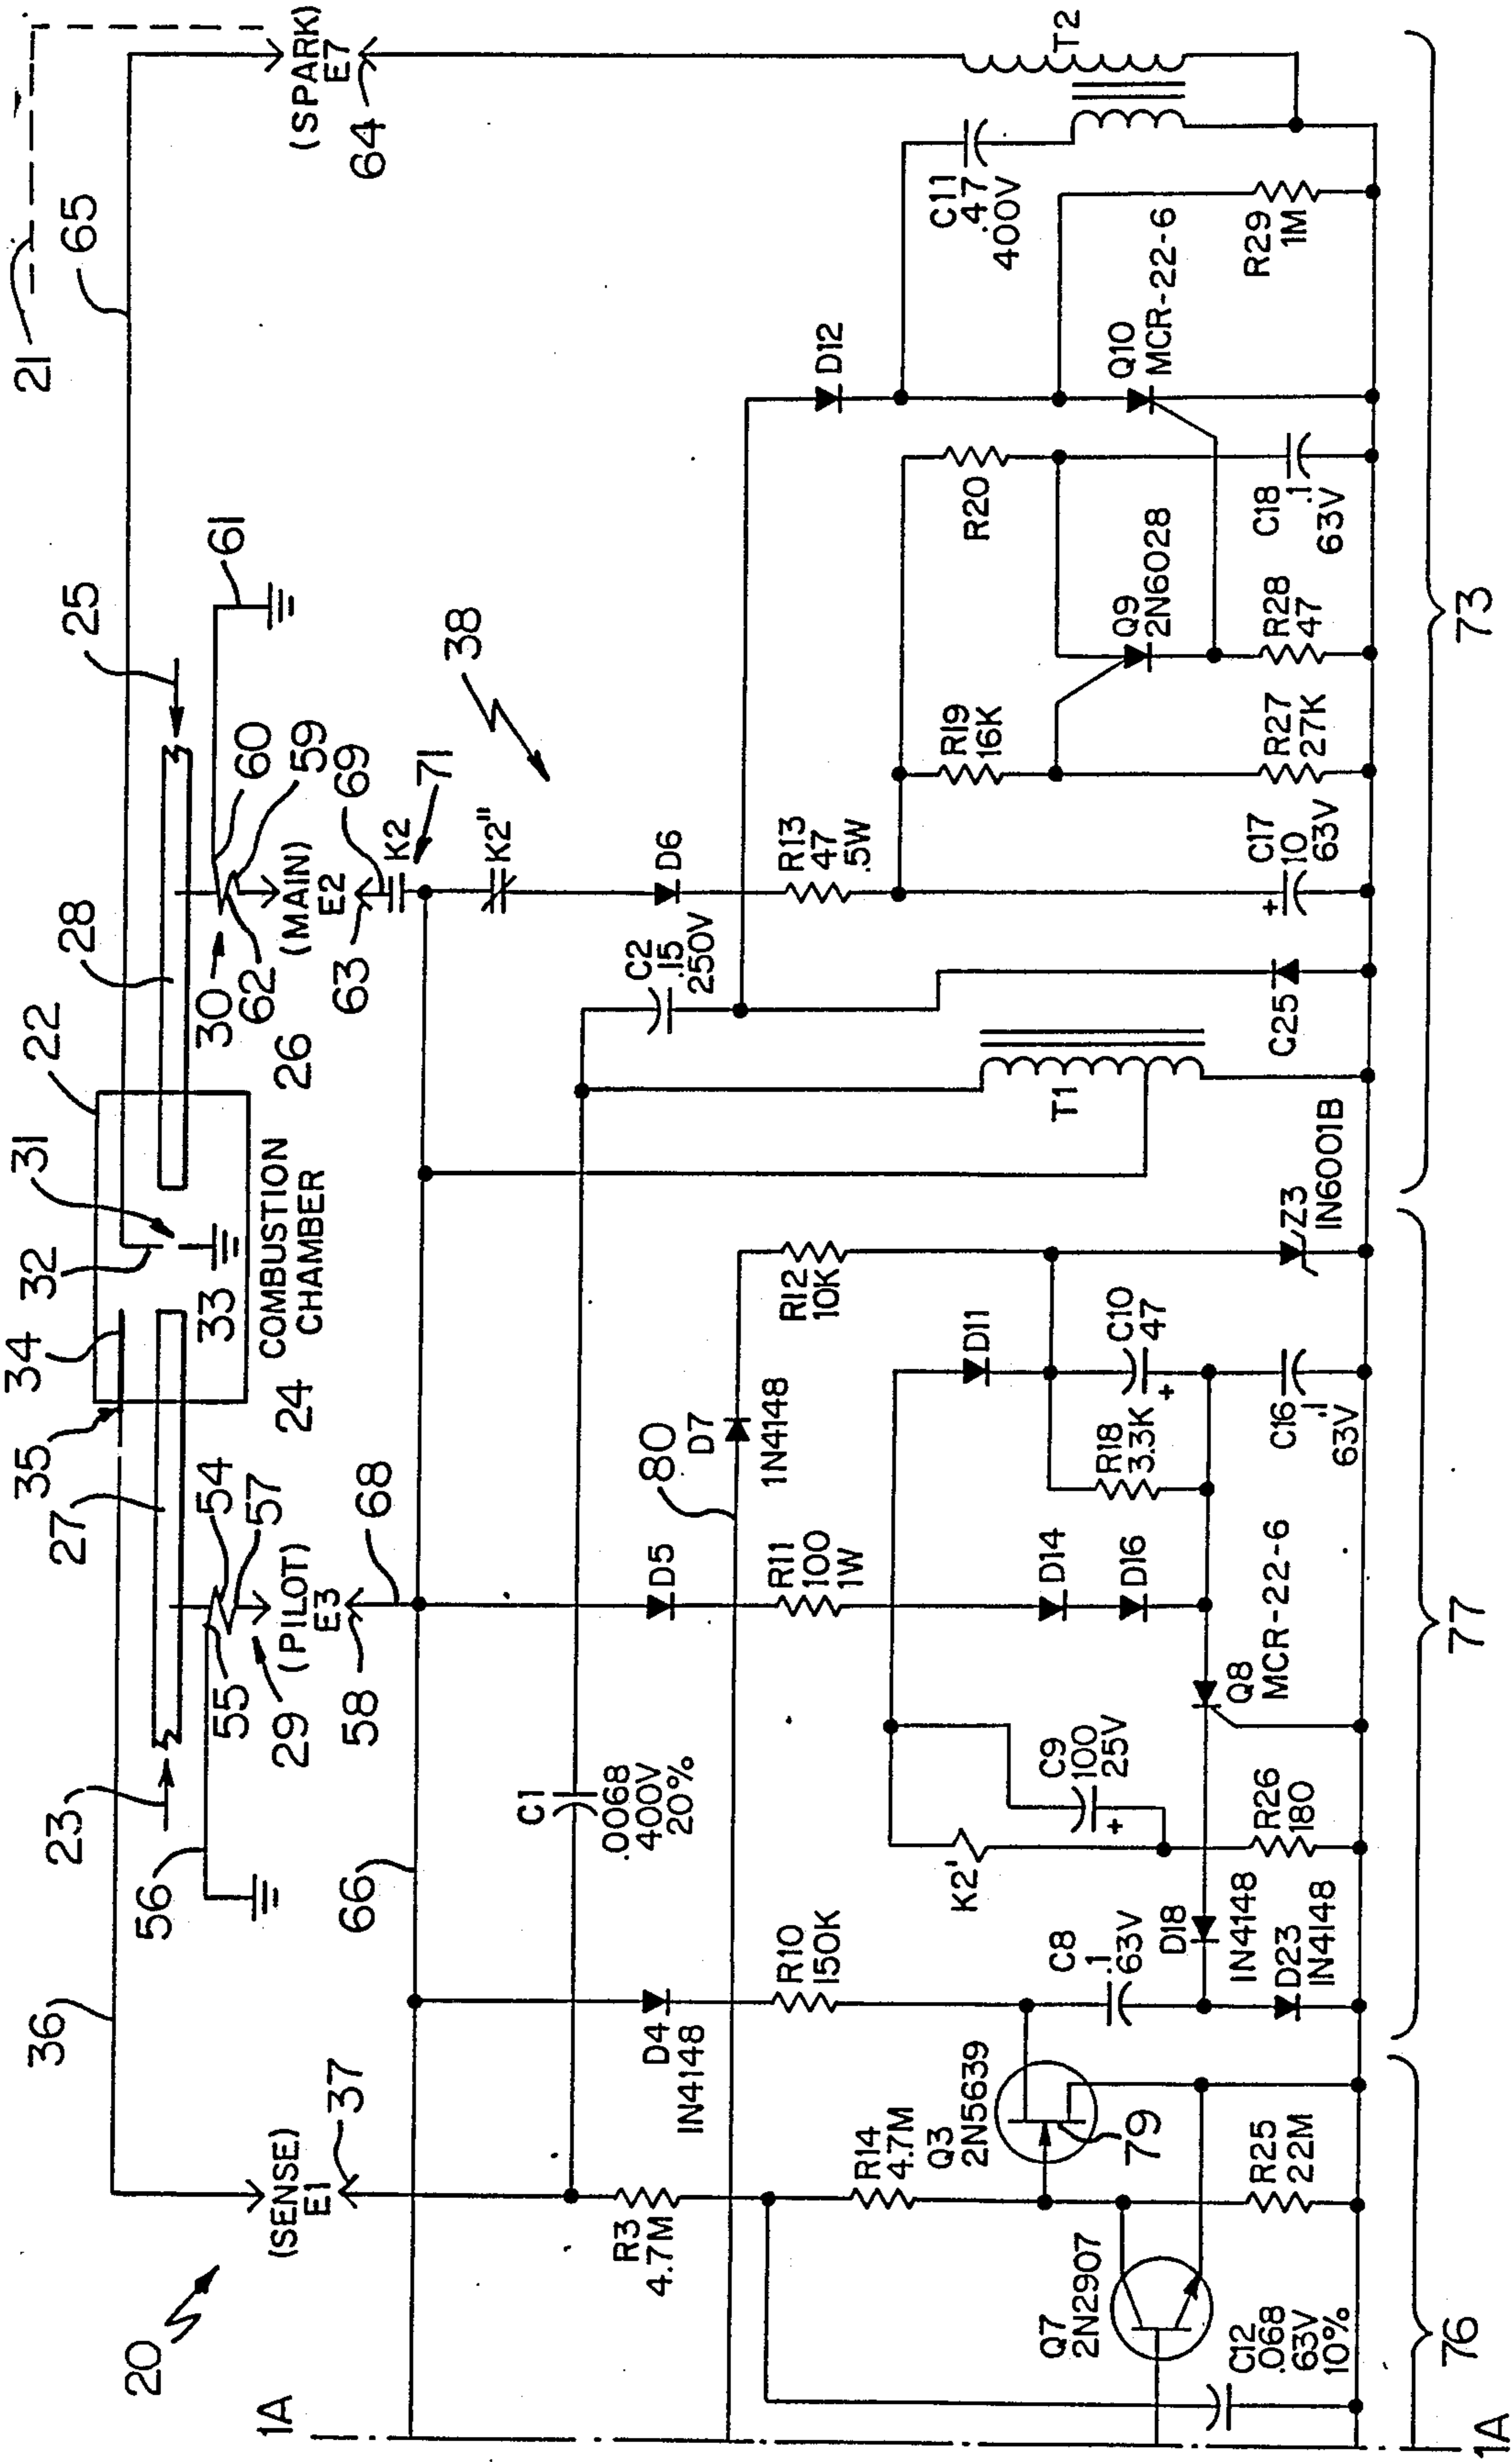 20
36
(SENSE)
E1
37
23
56
55
54
57
29
(PILOT)
E3
58
68
27
35
34
32
31
33
24
COMBUSTION
CHAMBER
22
26
28
30
62
60
59
(MAIN)
E2
63
69
K2
71
K2"
25
61
38
65
21
(SPARK)
E7
64
66
C1
.0068
400V
20%
80
1A
R3
4.7M
D4
1N4148
R10
150K
R14
4.7M
Q3
2N5639
79
R25
22M
Q7
2N2907
C12
.068
63V
10%
C8
.1
63V
D18
1N4148
D23
1N4148
K2'
C9
100
25V
+
R26
180
Q8
MCR-22-6
D5
R11
100
1W
D14
D16
D7
1N4148
R12
10K
D11
R18
3.3K
C10
47
+
C16
.1
63V
Z3
1N6001B
T1
C2
.15
250V
C25
D6
R13
47
.5W
C17
10
63V
+
R19
16K
R27
27K
Q9
2N6028
R28
47
R20
C18
.1
63V
D12
Q10
MCR-22-6
C11
.47
400V
R29
1M
T2
76
77
73
1A